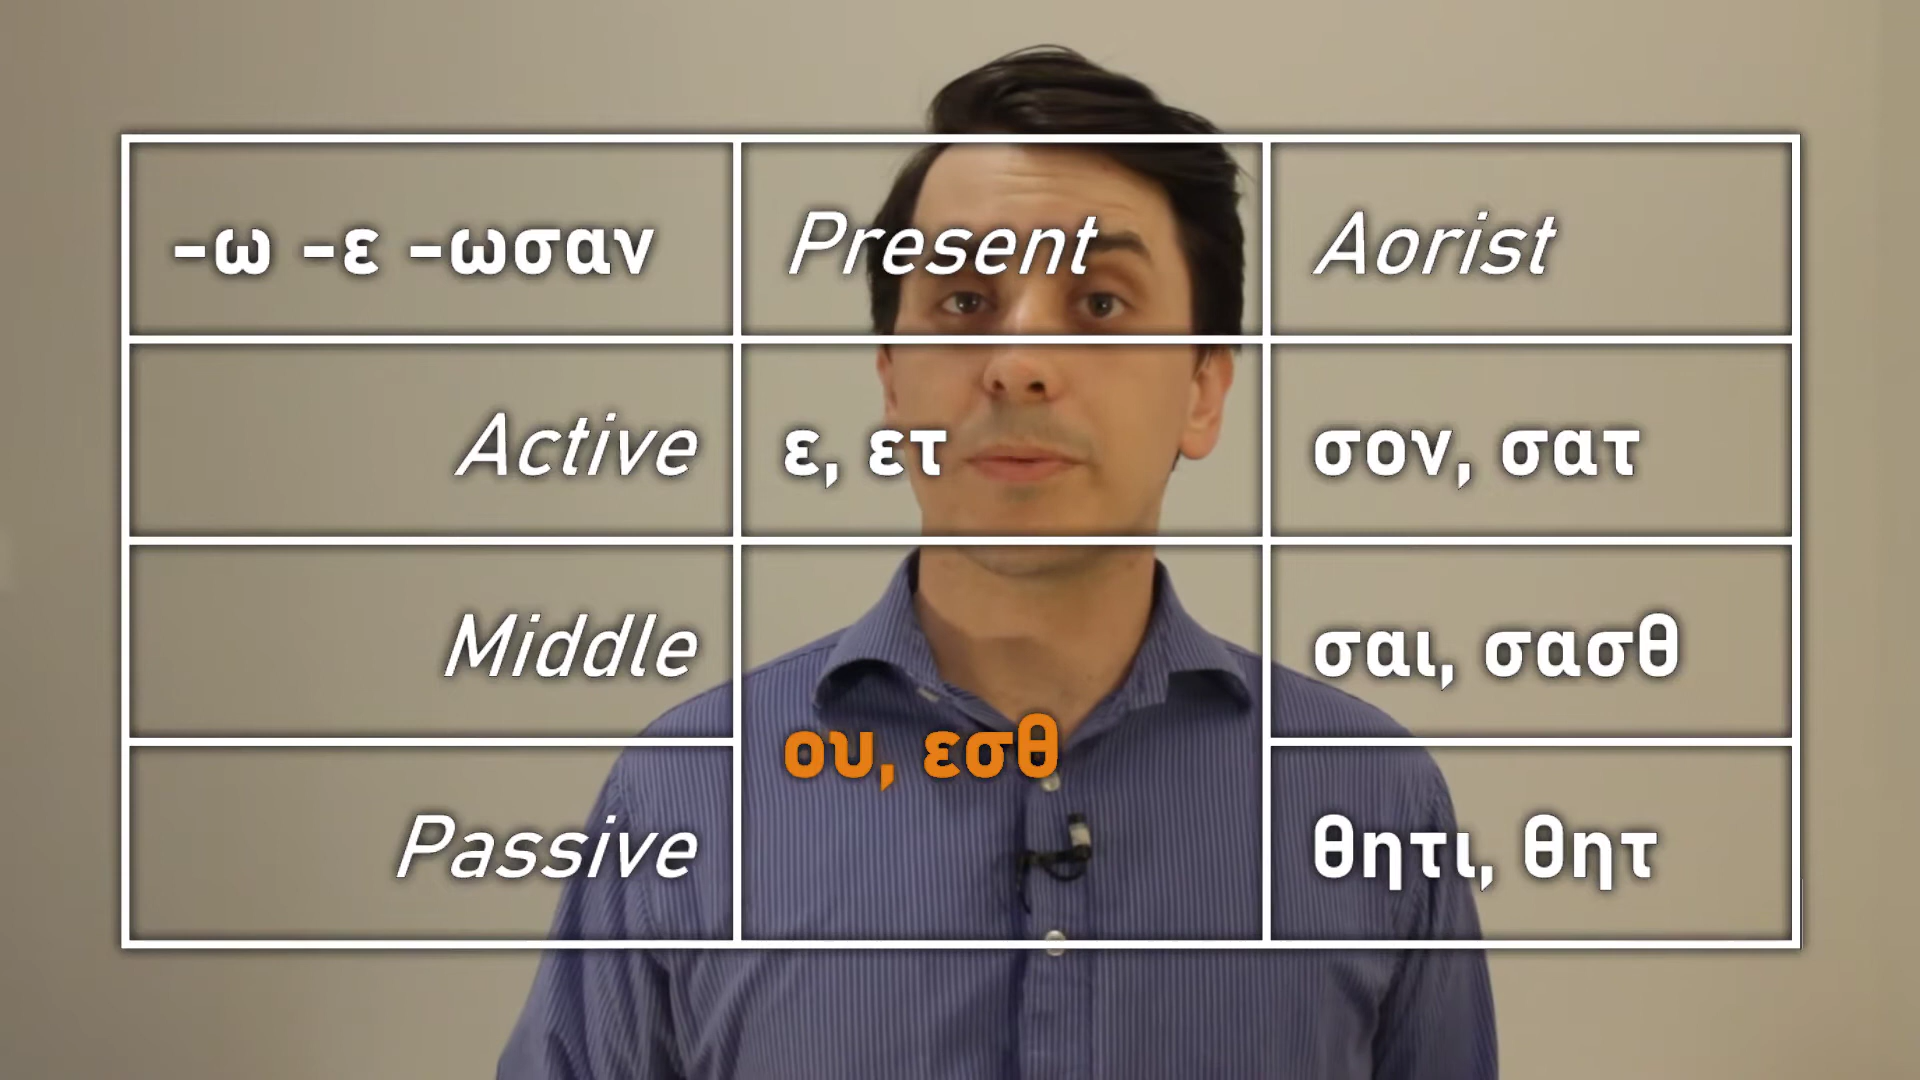 -ω -ε -ωσαν Present Aorist
Active ε, ετ σον, σατ
Middle σαι, σασθ
ου, εσθ
Passive θητι, θητ